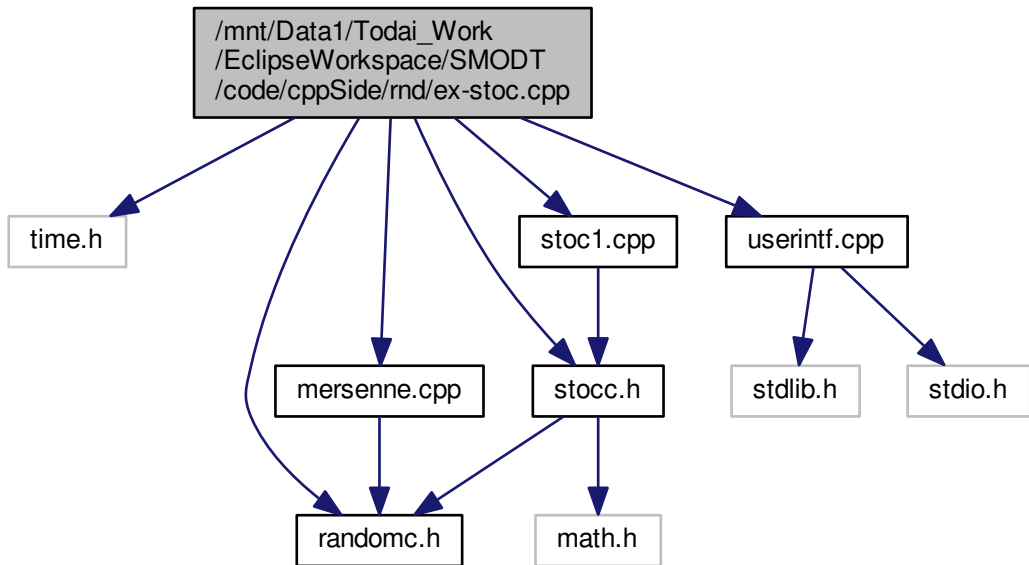 /mnt/Data1/Todai_Work
/EclipseWorkspace/SMODT
/code/cppSide/rnd/ex-stoc.cpp
time.h
stoc1.cpp
userintf.cpp
mersenne.cpp
stocc.h
stdlib.h
stdio.h
randomc.h
math.h